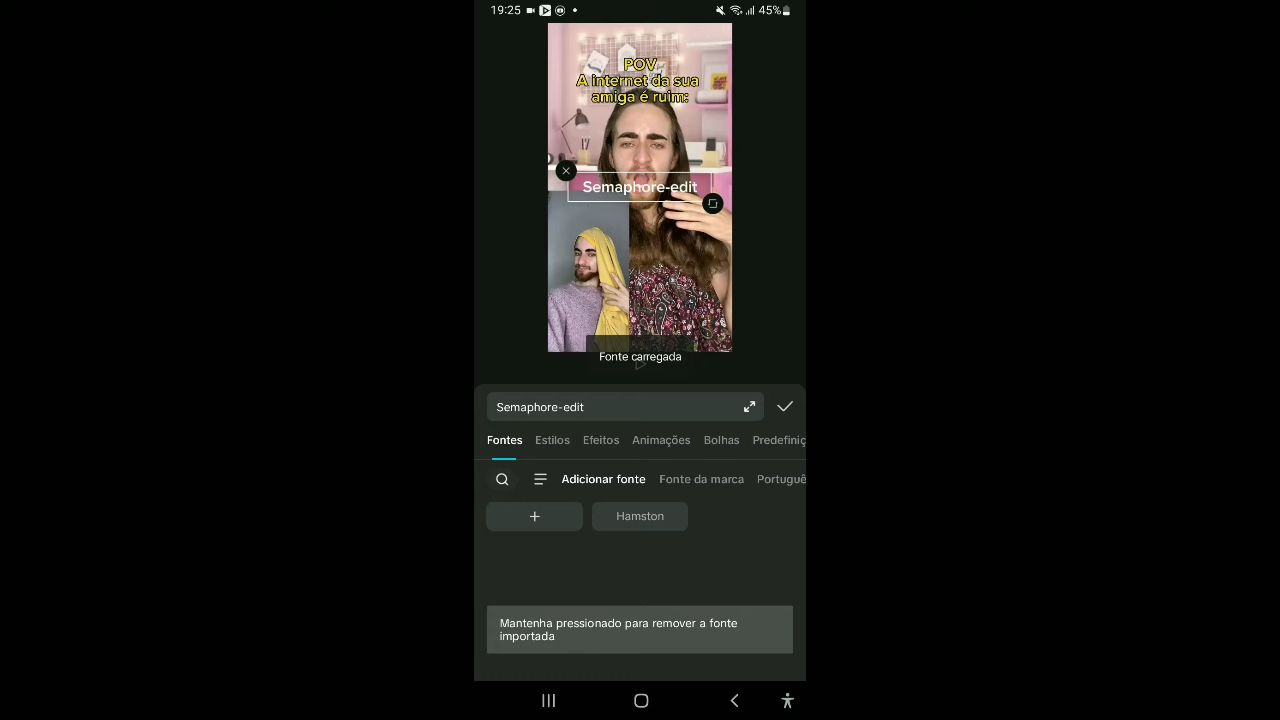 19:25
45%
POV
A internet da sua
amiga é ruim:
Semaphore-edit
Fonte carregada
Semaphore-edit
Fontes Estilos Efeitos Animações Bolhas Predefiniç
Adicionar fonte Fonte da marca Portuguê
+ Hamston
Mantenha pressionado para remover a fonte
importada